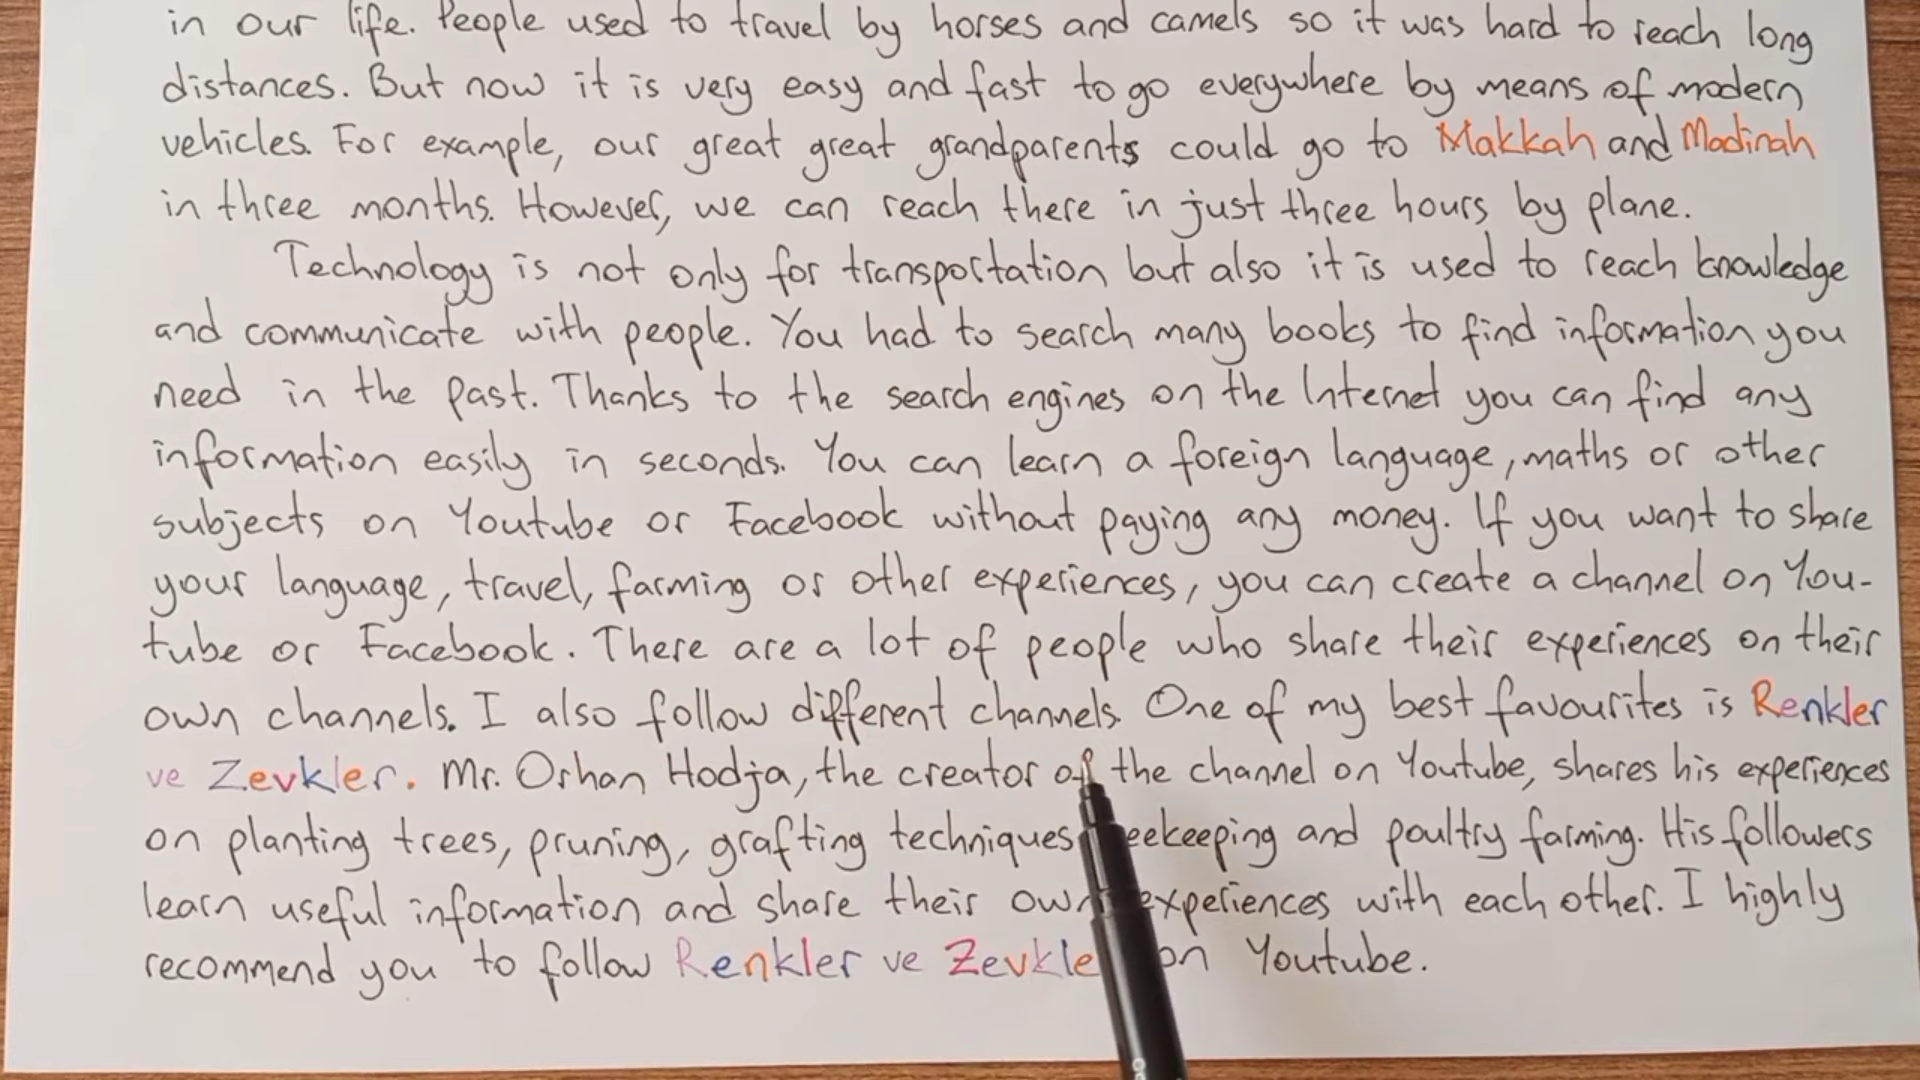 in our life. People used to travel by horses and camels so it was hard to reach long
distances. But now it is very easy and fast to go everywhere by means of modern
vehicles. For example, our great great grandparents could go to Makkah and Madinah
in three months. However, we can reach there in just three hours by plane.
Technology is not only for transportation but also it is used to reach knowledge
and communicate with people. You had to search many books to find information you
need in the past. Thanks to the search engines on the Internet you can find any
information easily in seconds. You can learn a foreign language, maths or other
subjects on Youtube or Facebook without paying any money. If you want to share
your language, travel, farming or other experiences, you can create a channel on You-
tube or Facebook. There are a lot of people who share their experiences on their
own channels. I also follow different channels. One of my best favourites is Renkler
ve Zevkler. Mr. Orhan Hodja, the creator of the channel on Youtube, shares his experiences
on planting trees, pruning, grafting techniques eekeeping and poultry farming. His followers
learn useful information and share their own experiences with each other. I highly
recommend you to follow Renkler ve Zevkle on Youtube.